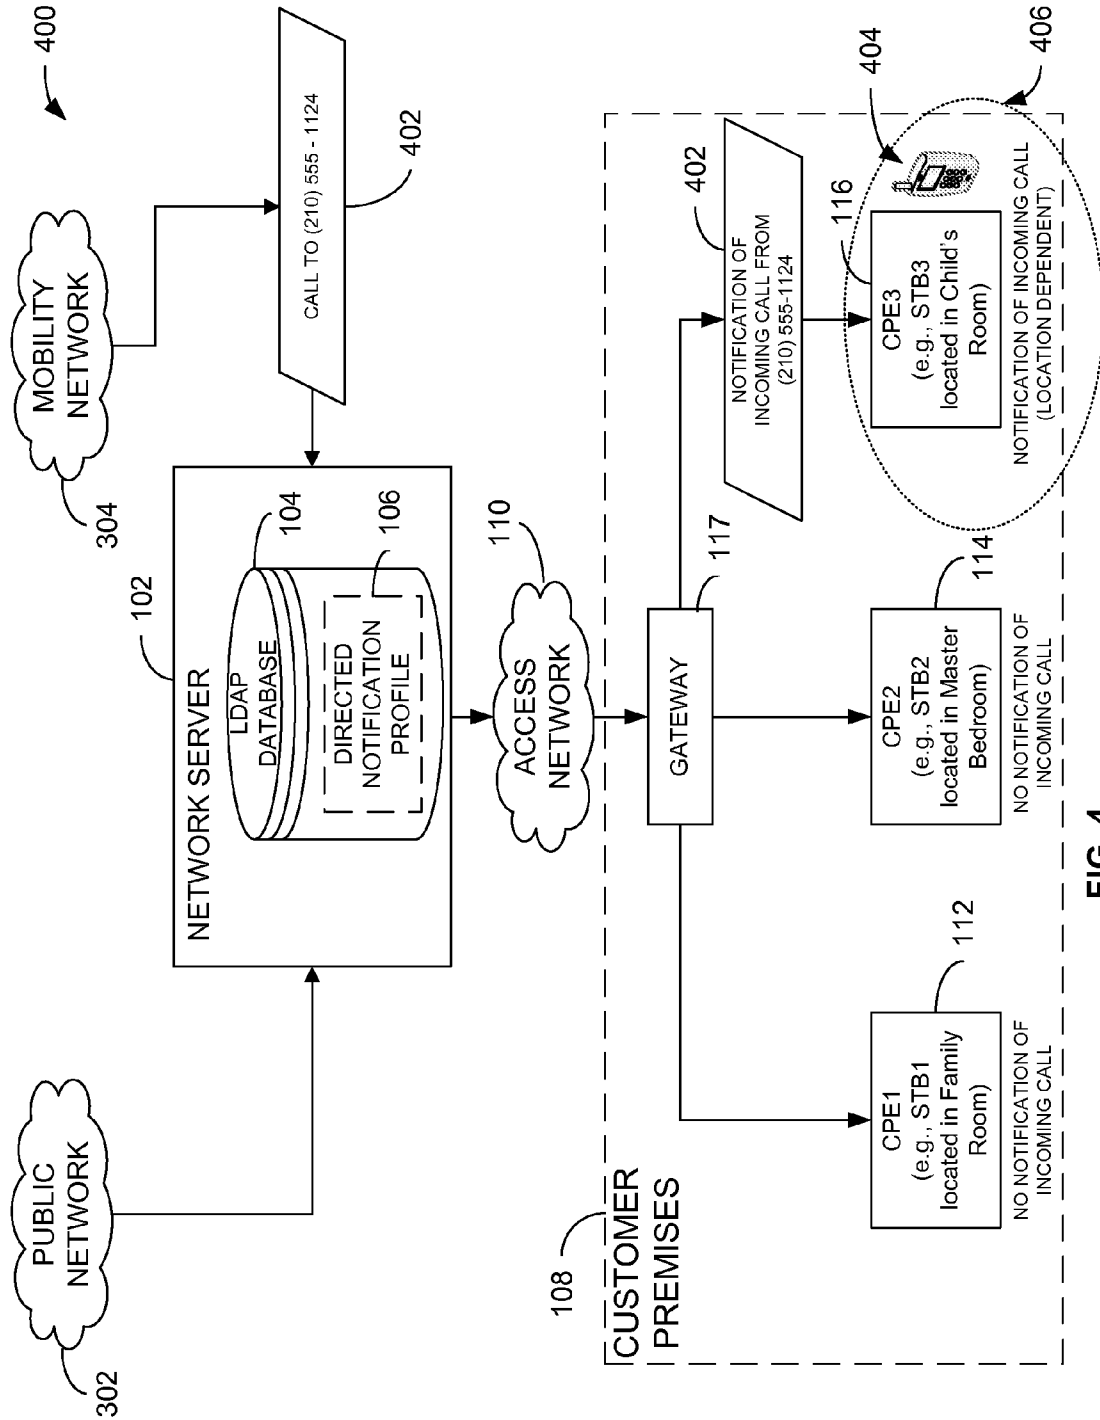 400
MOBILITY
NETWORK
304
CALL TO (210) 555 - 1124
402
PUBLIC
NETWORK
302
102
NETWORK SERVER
LDAP
DATABASE
104
DIRECTED
NOTIFICATION
PROFILE
106
ACCESS
NETWORK
110
108
CUSTOMER
PREMISES
GATEWAY
117
NOTIFICATION OF
INCOMING CALL FROM
(210) 555-1124
402
404
406
CPE1
(e.g., STB1
located in Family
Room)
112
NO NOTIFICATION OF
INCOMING CALL
CPE2
(e.g., STB2
located in Master
Bedroom)
114
NO NOTIFICATION OF
INCOMING CALL
CPE3
(e.g., STB3
located in Child's
Room)
116
NOTIFICATION OF INCOMING CALL
(LOCATION DEPENDENT)
FIG. 4